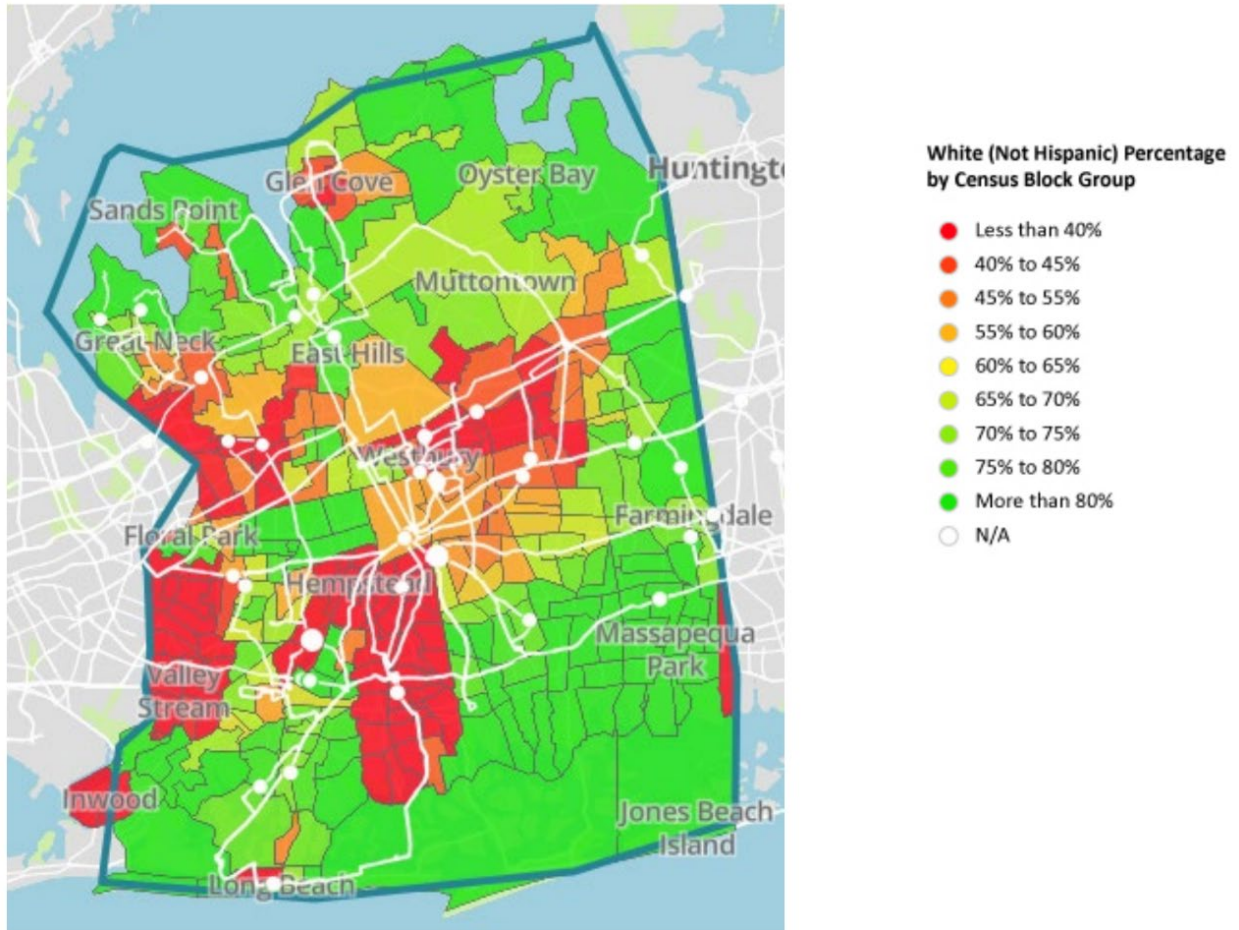 Huntingto
Glen Cove
Oyster Bay
Sands Point
Muttontown
Great Neck
East Hills
Westbury
Farmingdale
Floral Park
Hempstead
Massapequa
Park
Valley
Stream
Inwood
Jones Beach
Island
Long Beach
White (Not Hispanic) Percentage
by Census Block Group
Less than 40%
40% to 45%
45% to 55%
55% to 60%
60% to 65%
65% to 70%
70% to 75%
75% to 80%
More than 80%
N/A